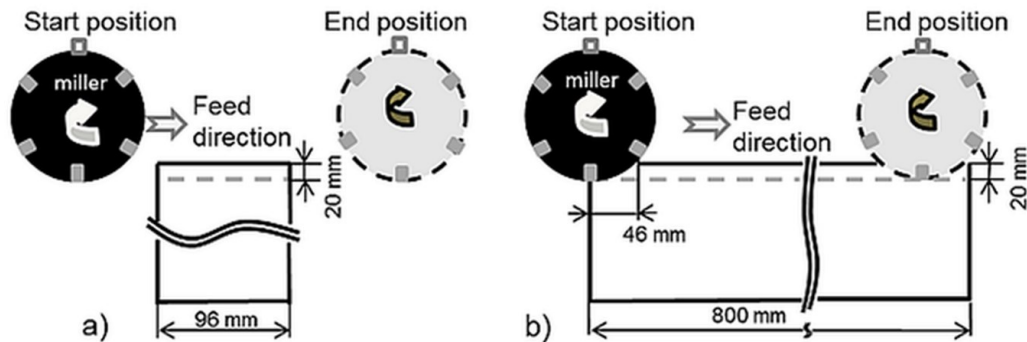 Start position
End position
miller
Feed
direction
20 mm
96 mm
a)
Start position
End position
miller
Feed
direction
20 mm
46 mm
800 mm
b)